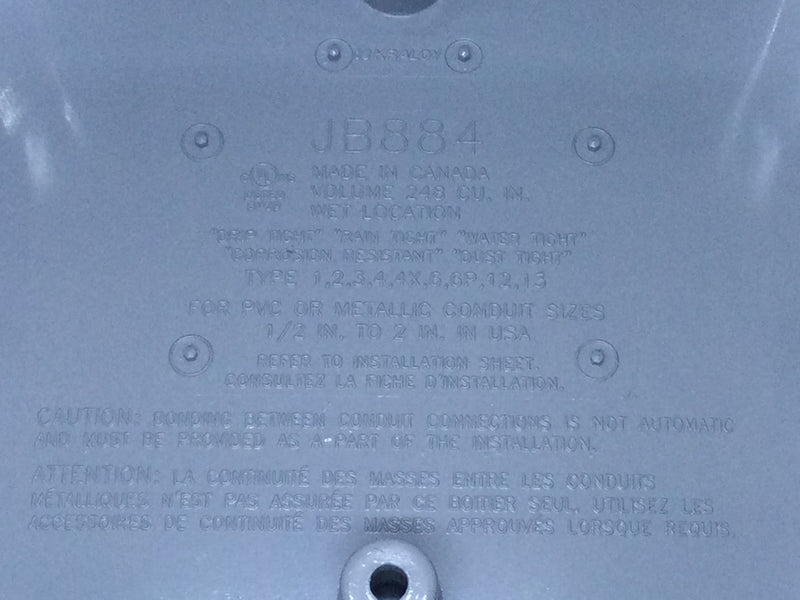 KRALOY
JB884
MADE IN CANADA
VOLUME 248 CU. IN.
WET LOCATION
UL
LISTED
"DRIP TIGHT" "RAIN TIGHT" "WATER TIGHT"
"CORROSION RESISTANT" "DUST TIGHT"
TYPE 1,2,3,4,4X,6,6P,12,13
FOR PVC OR METALLIC CONDUIT SIZES
1/2 IN. TO 2 IN. IN USA
REFER TO INSTALLATION SHEET.
CONSULTEZ LA FICHE D'INSTALLATION.
CAUTION: BONDING BETWEEN CONDUIT CONNECTIONS IS NOT AUTOMATIC
AND MUST BE PROVIDED AS A PART OF THE INSTALLATION.
ATTENTION: LA CONTINUITÉ DES MASSES ENTRE LES CONDUITS
MÉTALLIQUES N'EST PAS ASSURÉE PAR CE BOITIER SEUL. UTILISEZ LES
ACCESSOIRES DE CONTINUITÉ DES MASSES APPROUVÉS LORSQUE REQUIS.